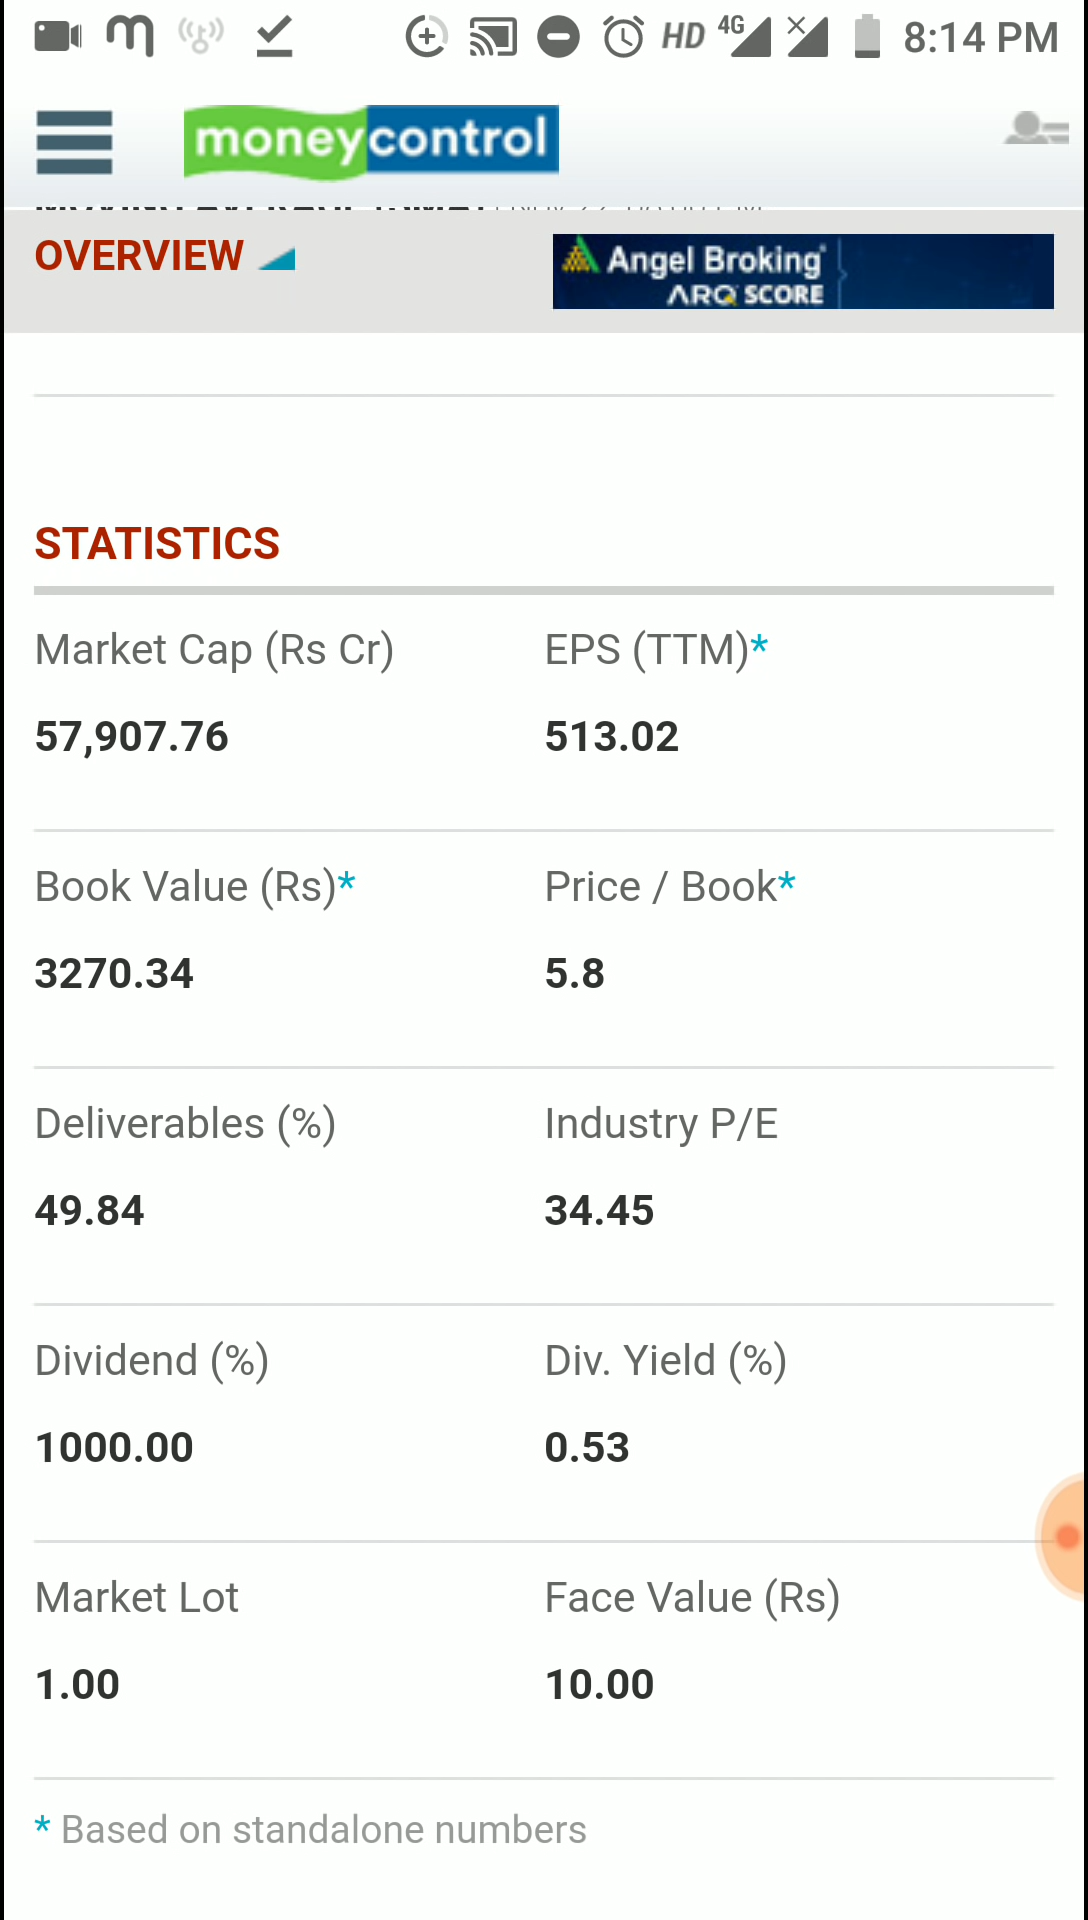 HD 4G 8:14 PM
moneycontrol
OVERVIEW
Angel Broking
ARQ SCORE
STATISTICS
Market Cap (Rs Cr) EPS (TTM)*
57,907.76 513.02
Book Value (Rs)* Price / Book*
3270.34 5.8
Deliverables (%) Industry P/E
49.84 34.45
Dividend (%) Div. Yield (%)
1000.00 0.53
Market Lot Face Value (Rs)
1.00 10.00
* Based on standalone numbers